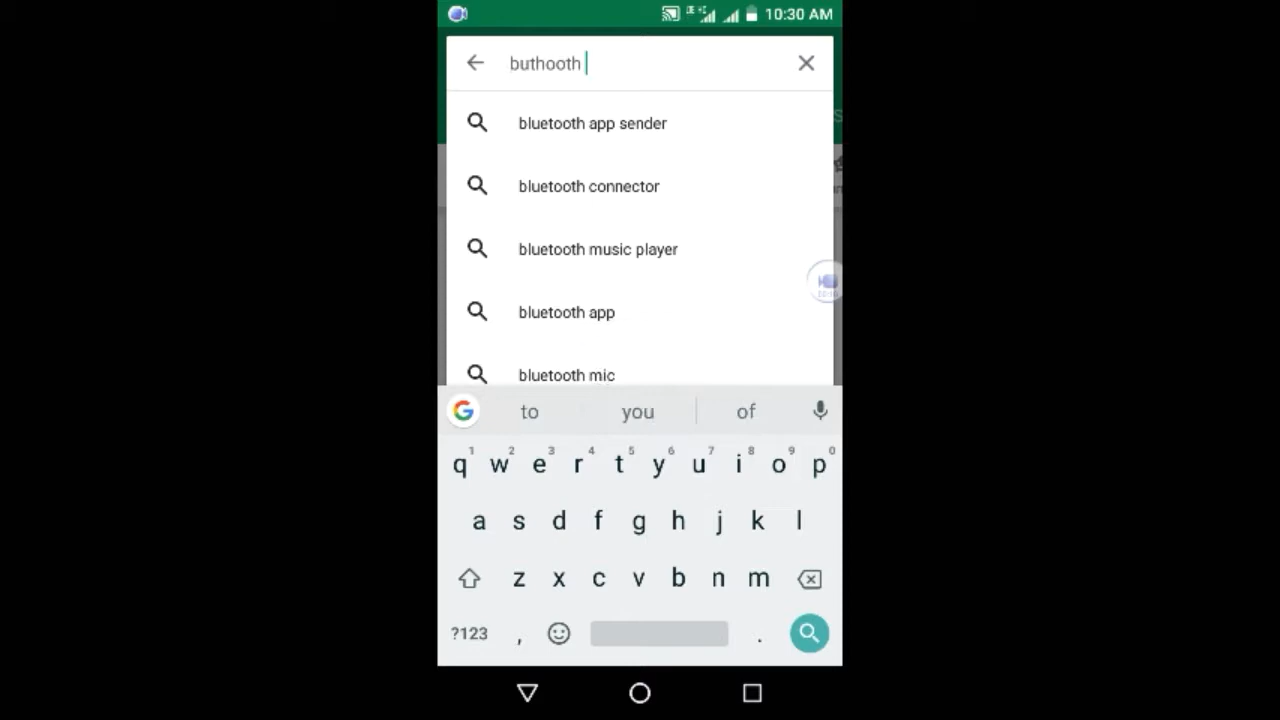 10:30 AM
buthooth
bluetooth app sender
bluetooth connector
bluetooth music player
bluetooth app
bluetooth mic
to you of
1 2 3 4 5 6 7 8 9 0
q w e r t y u i o p
a s d f g h j k l
z x c v b n m
?123 , .